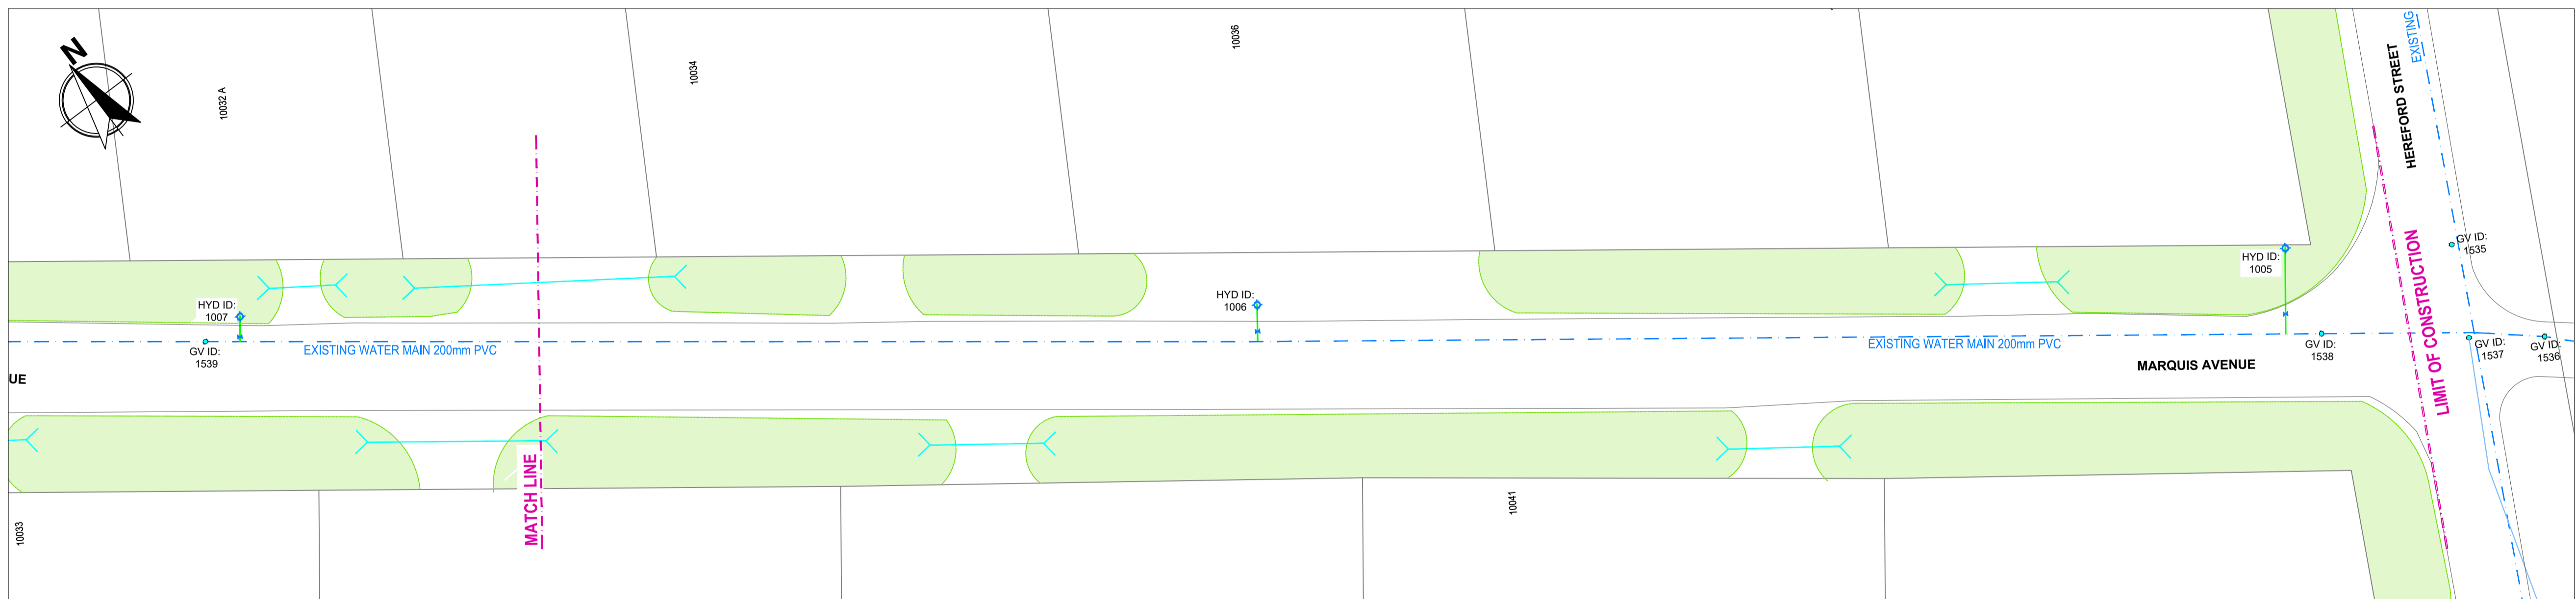 N
10032 A
10034
10036
HEREFORD STREET
EXISTING
HYD ID:
1007
GV ID:
1539
EXISTING WATER MAIN 200mm PVC
HYD ID:
1006
EXISTING WATER MAIN 200mm PVC
HYD ID:
1005
GV ID:
1535
GV ID:
1538
GV ID:
1537
GV ID:
1536
UE
MARQUIS AVENUE
LIMIT OF CONSTRUCTION
MATCH LINE
10033
10041